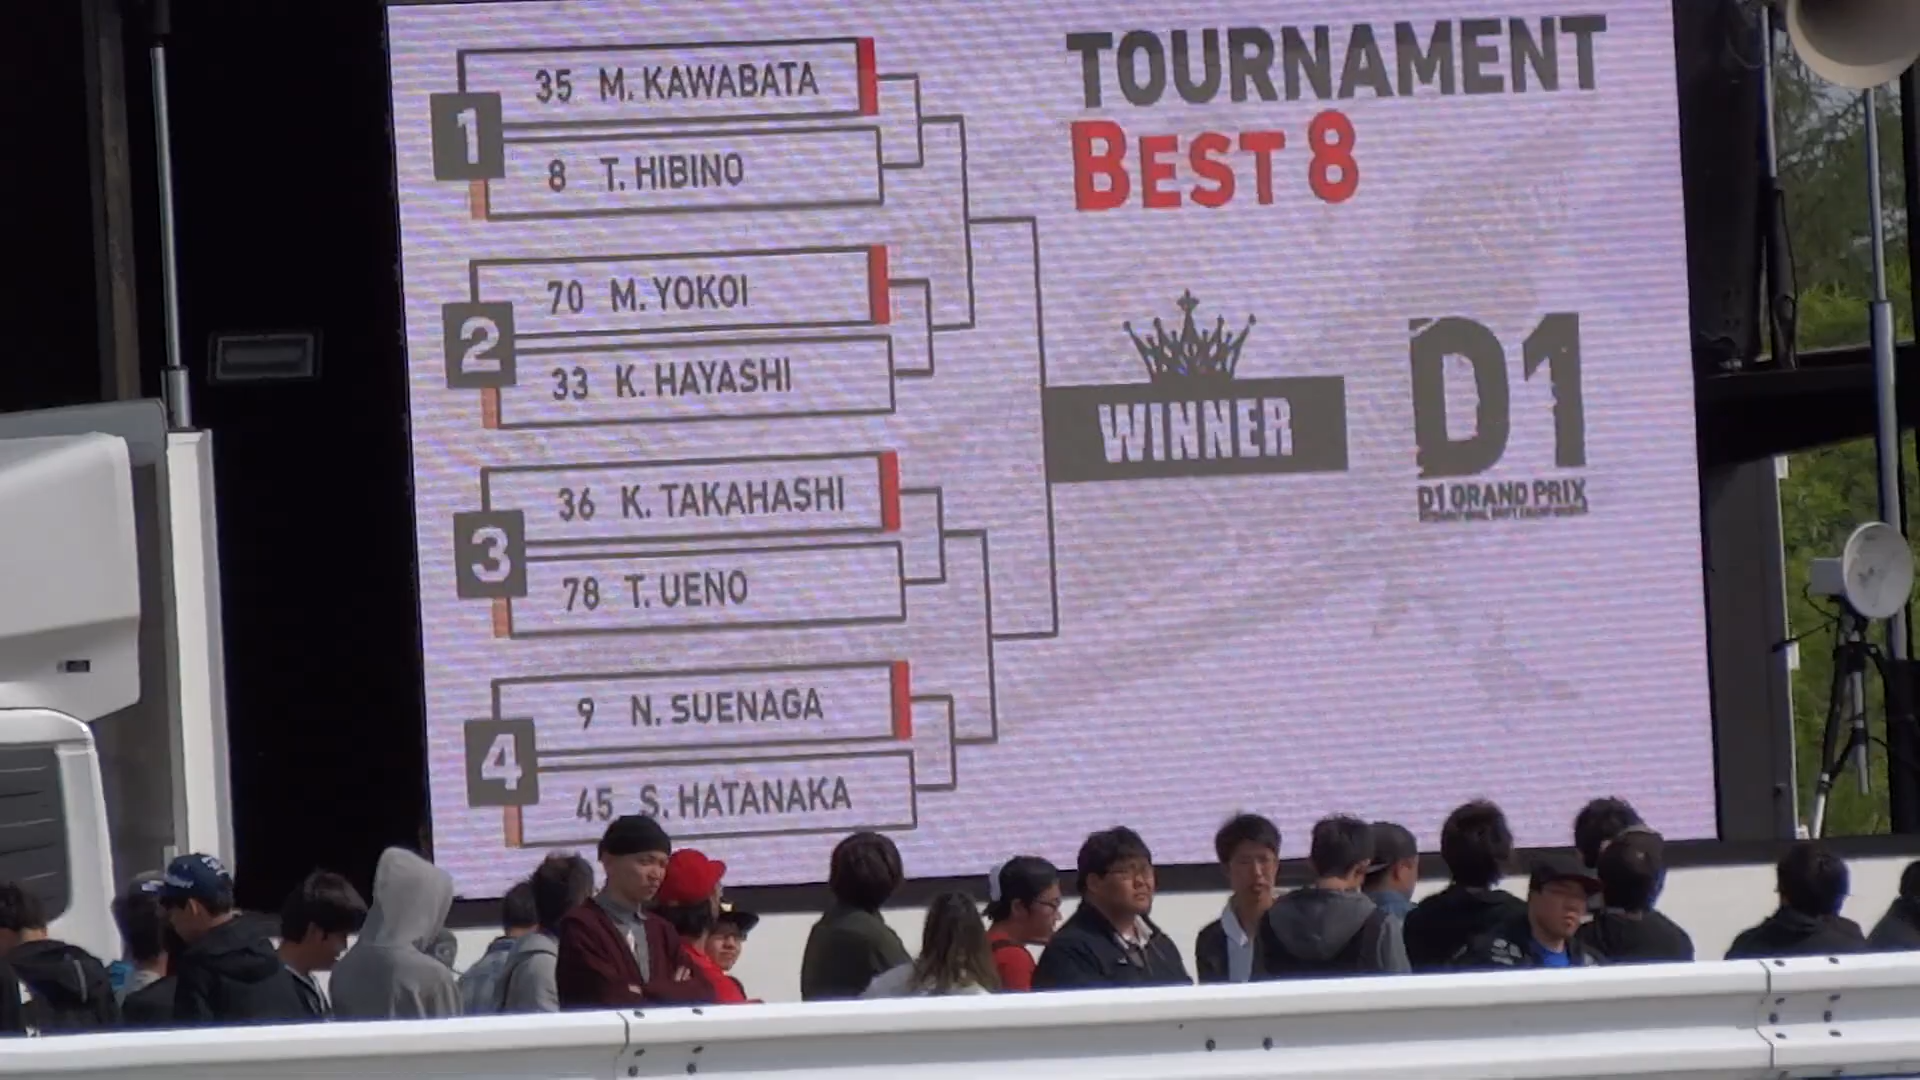 TOURNAMENT
BEST 8
1
35 M. KAWABATA
8 T. HIBINO
2
70 M. YOKOI
33 K. HAYASHI
3
36 K. TAKAHASHI
78 T. UENO
4
9 N. SUENAGA
45 S. HATANAKA
WINNER
D1
D1 GRAND PRIX